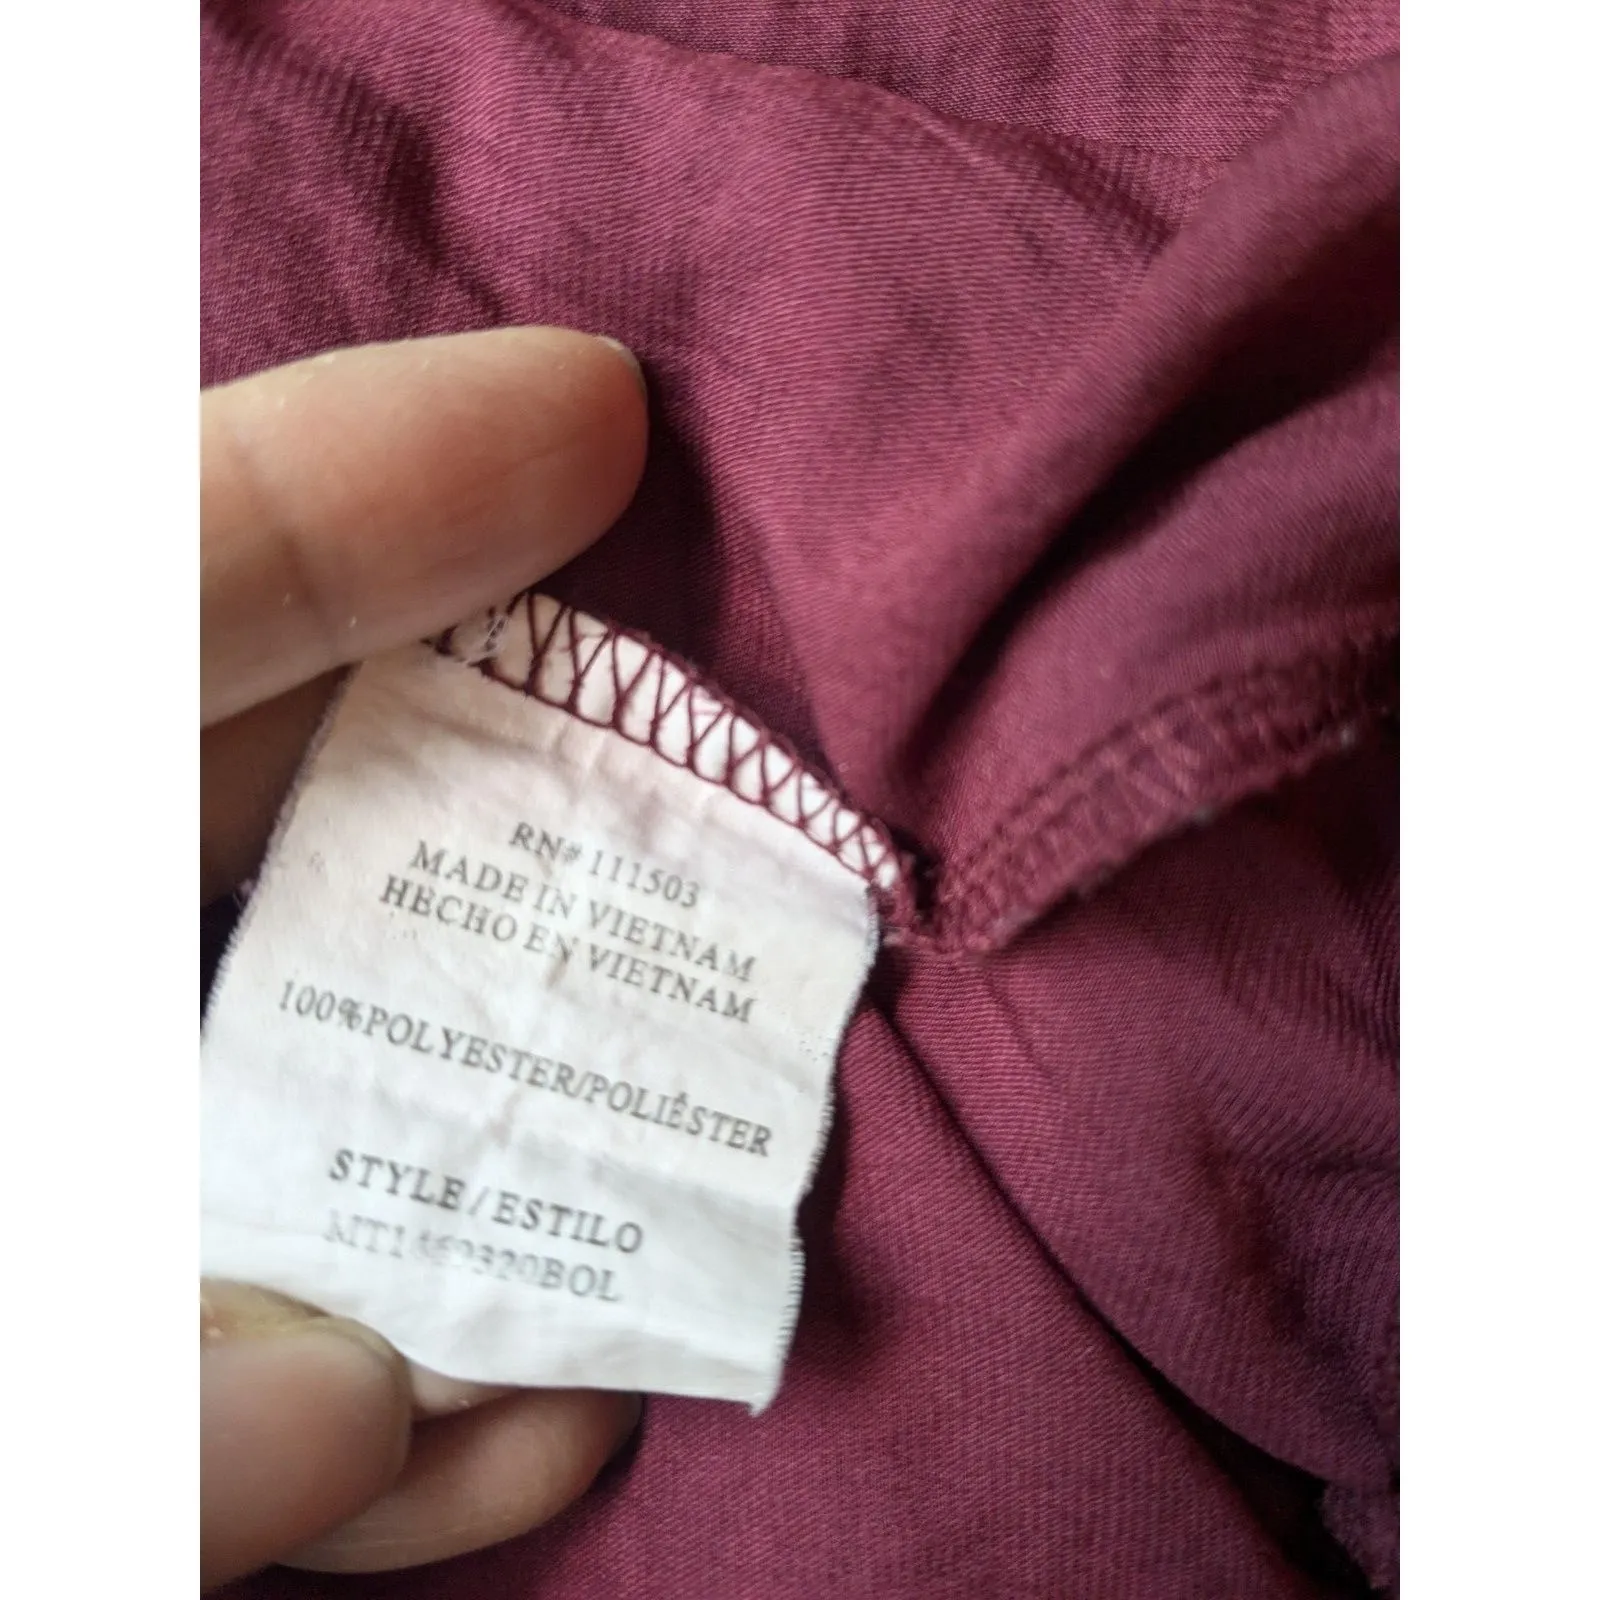 RN# 111503
MADE IN VIETNAM
HECHO EN VIETNAM
100%POLYESTER/POLIÉSTER
STYLE / ESTILO